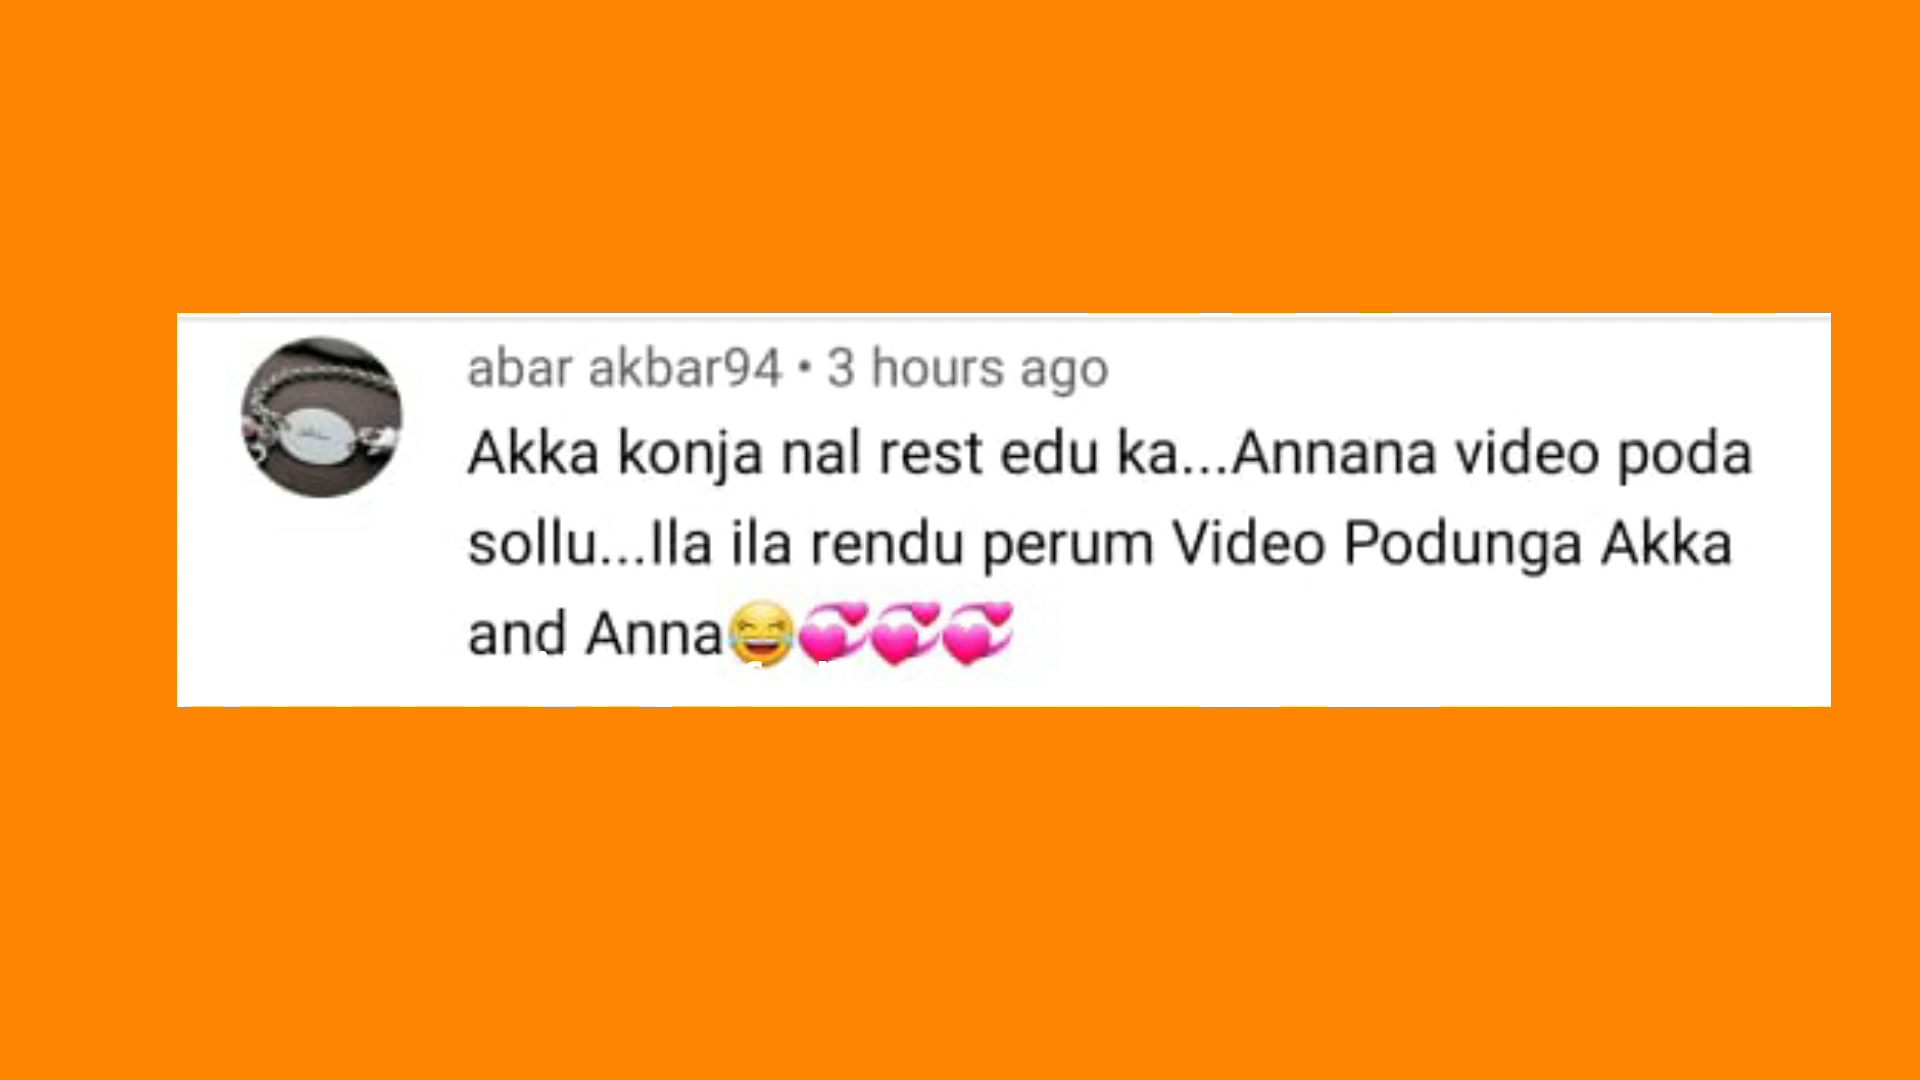 abar akbar94 • 3 hours ago
Akka konja nal rest edu ka...Annana video poda
sollu...Ila ila rendu perum Video Podunga Akka
and Anna😂💞💞💞